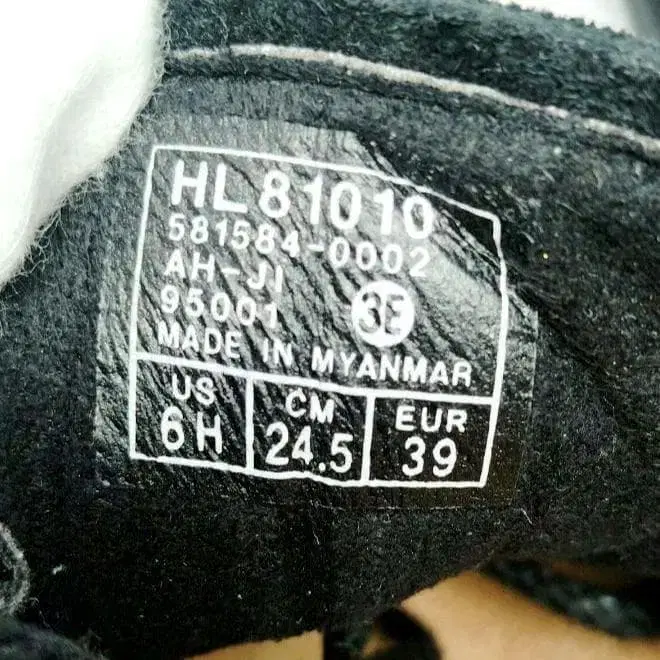 HL81010
581584-0002
AH-JI
95001 3E
MADE IN MYANMAR
US CM EUR
6H 24.5 39